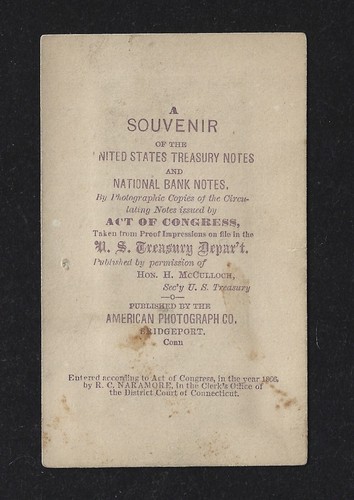 A
SOUVENIR
OF THE
NITED STATES TREASURY NOTES
AND
NATIONAL BANK NOTES,
By Photographic Copies of the Circu-
lating Notes issued by
ACT OF CONGRESS,
Taken from Proof Impressions on file in the
U. S. Treasury Depar't.
Published by permission of
HON. H. McCULLOCH,
Sec'y U. S. Treasury
—o—
PUBLISHED BY THE
AMERICAN PHOTOGRAPH CO.
BRIDGEPORT.
Conn
Entered according to Act of Congress, in the year 1866,
by R. C. NARAMORE, in the Clerk's Office of
the District Court of Connecticut.